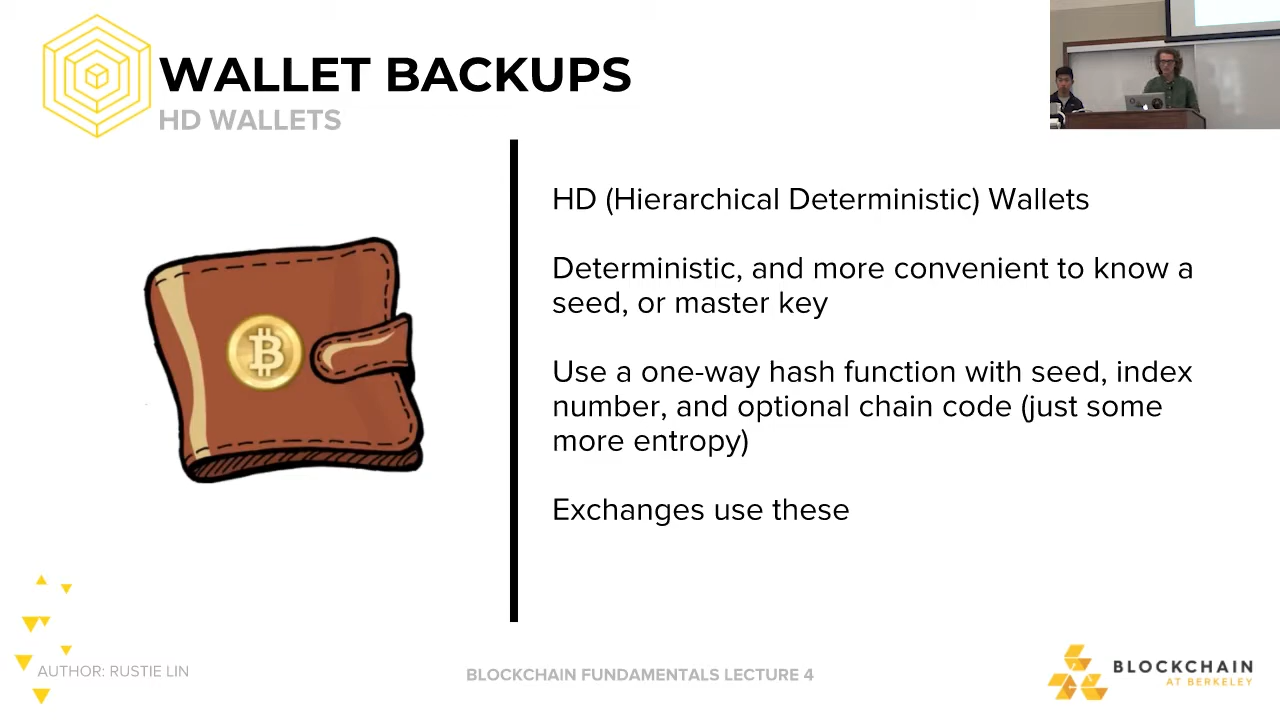 WALLET BACKUPS
HD WALLETS
HD (Hierarchical Deterministic) Wallets
Deterministic, and more convenient to know a
seed, or master key
Use a one-way hash function with seed, index
number, and optional chain code (just some
more entropy)
Exchanges use these
AUTHOR: RUSTIE LIN
BLOCKCHAIN FUNDAMENTALS LECTURE 4
BLOCKCHAIN
AT BERKELEY